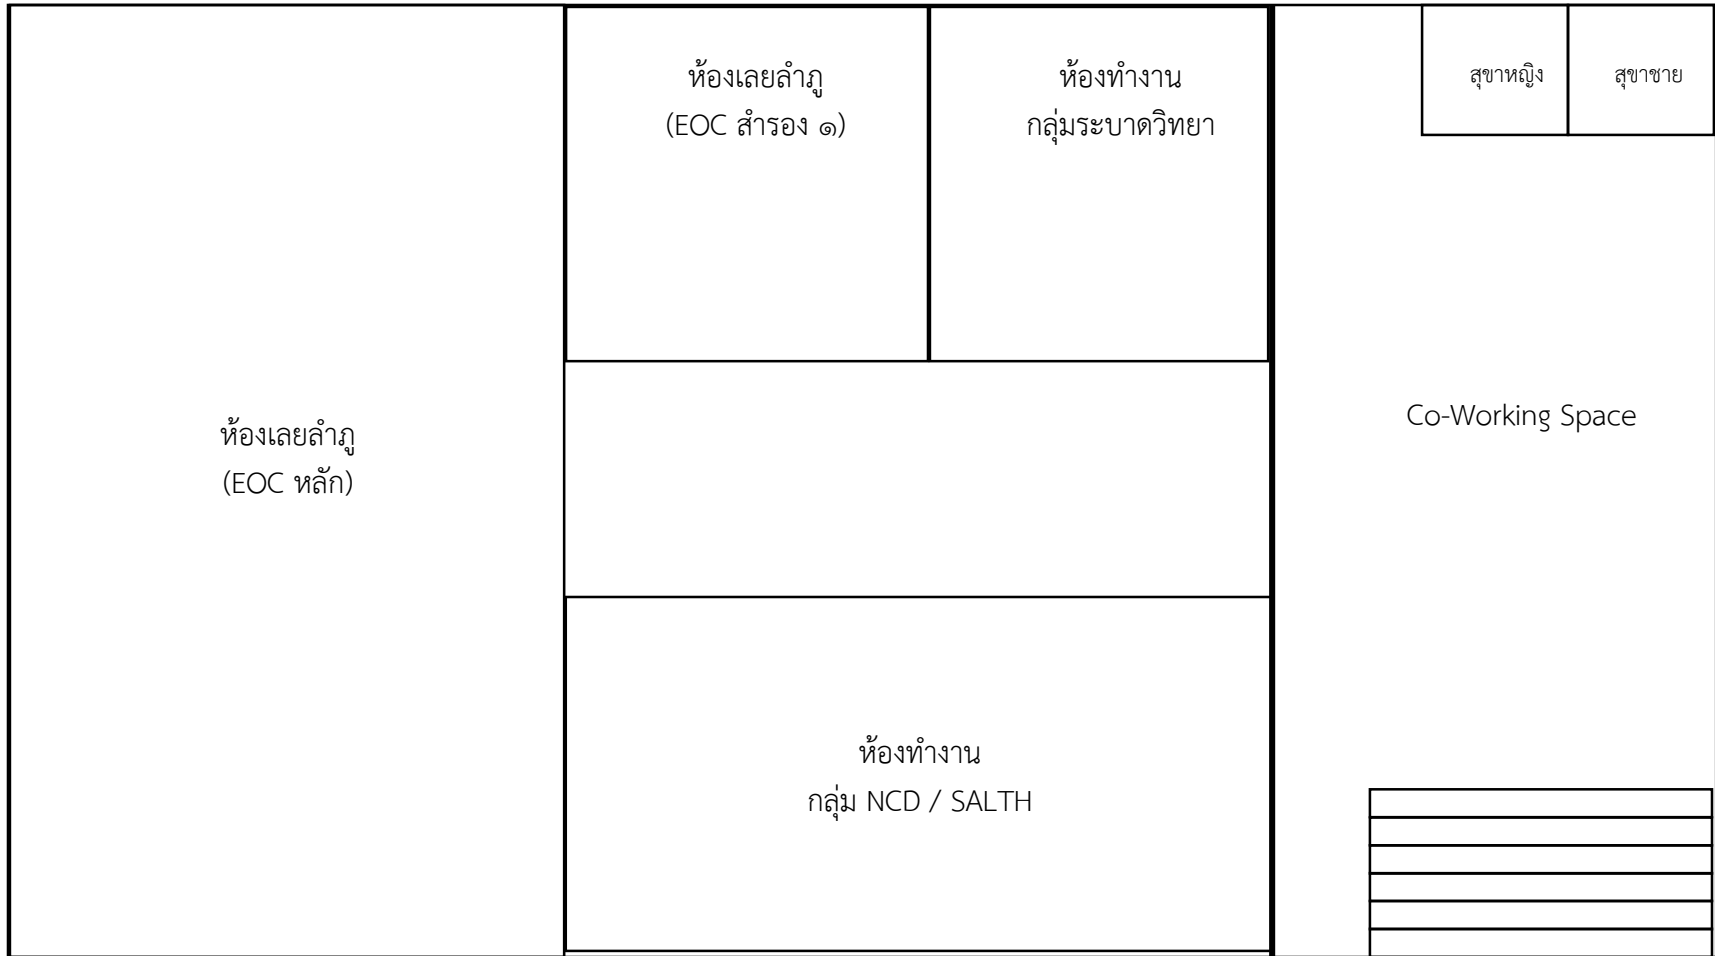 ห้องเลยลำภู
(EOC สำรอง ๑)
ห้องทำงาน
กลุ่มระบาดวิทยา
สุขาหญิง
สุขาชาย
ห้องเลยลำภู
(EOC หลัก)
Co-Working Space
ห้องทำงาน
กลุ่ม NCD / SALTH